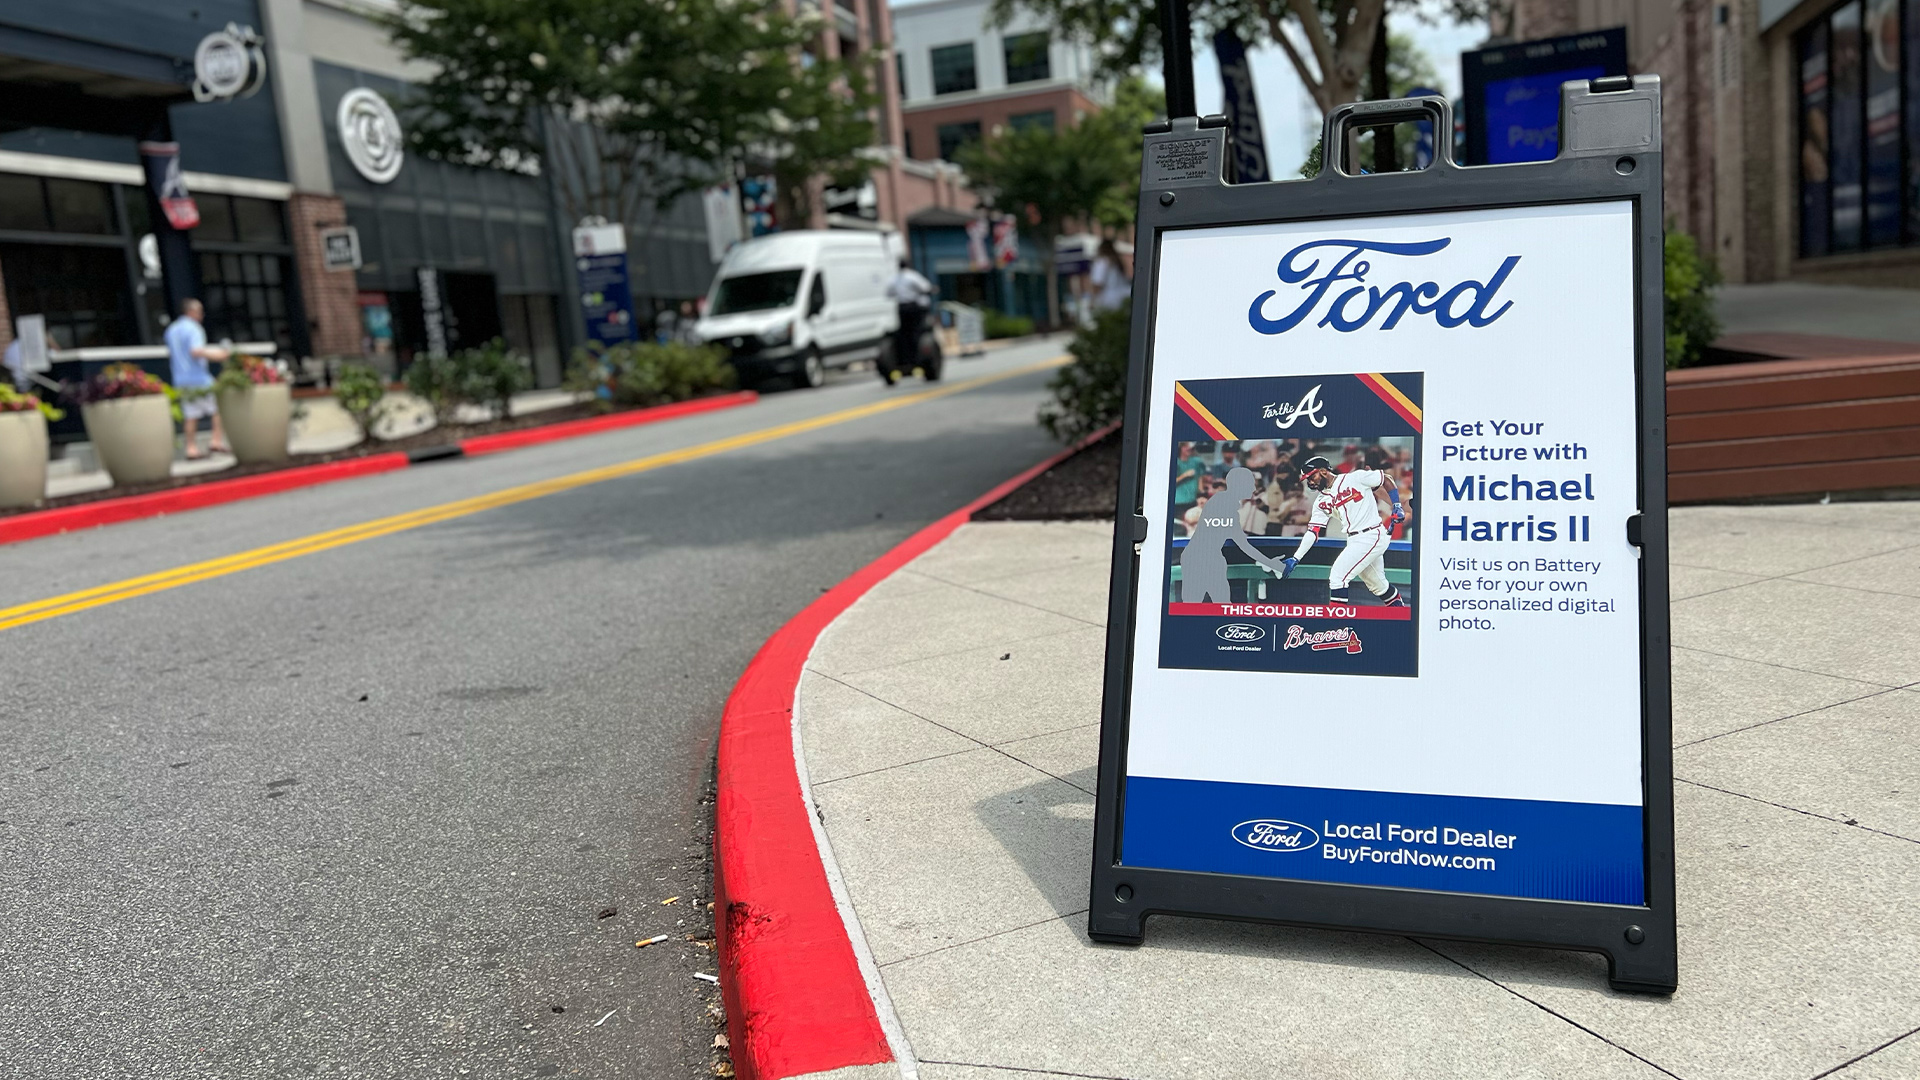 Ford
For the A
YOU!
THIS COULD BE YOU
Ford
Local Ford Dealer
Braves
Get Your
Picture with
Michael
Harris II
Visit us on Battery
Ave for your own
personalized digital
photo.
Ford
Local Ford Dealer
BuyFordNow.com